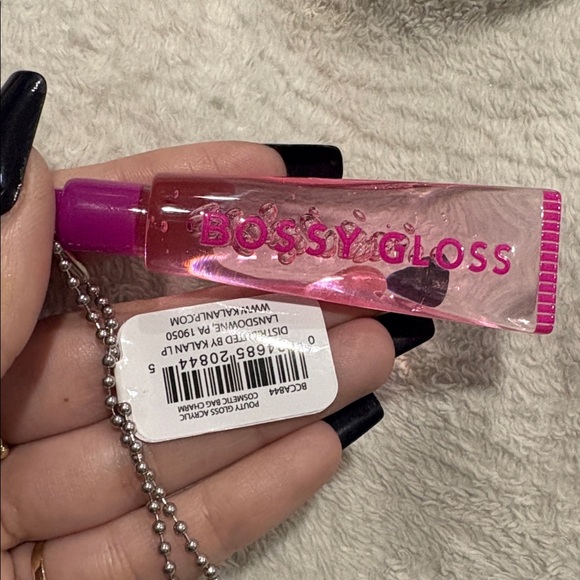 BOSSY GLOSS
POUTY GLOSS ACRYLIC
COSMETIC BAG CHARM
BCCA844
20844 5
DISTRIBUTED BY KALAN LP
LANSDOWNE, PA 19050
WWW.KALANLP.COM